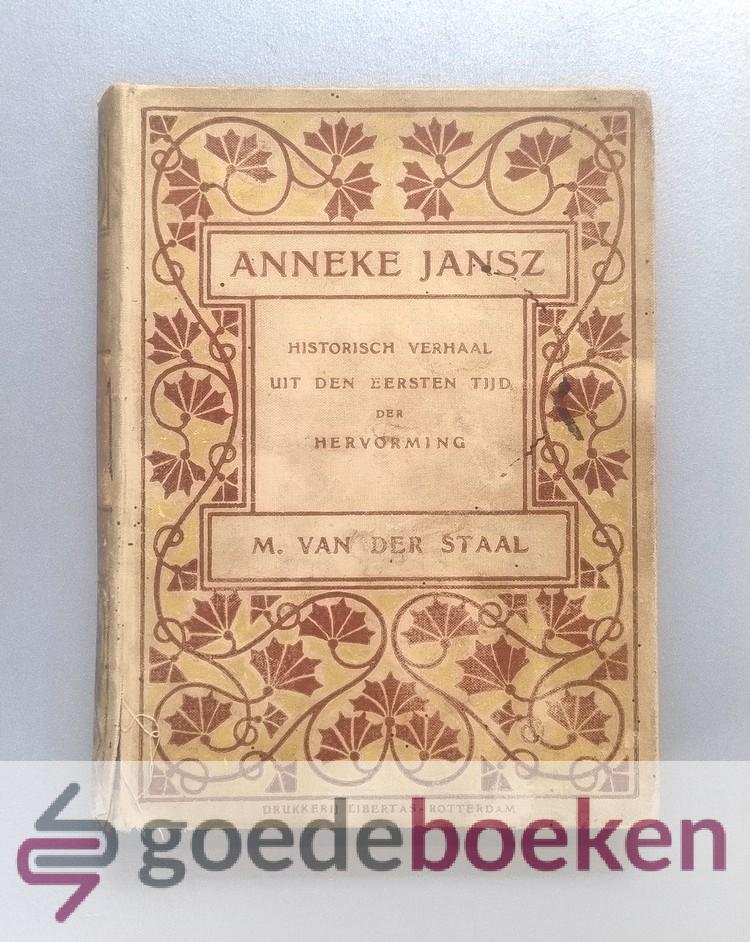 ANNEKE JANSZ
HISTORISCH VERHAAL
UIT DEN EERSTEN TIJD
DER
HERVORMING
M. VAN DER STAAL
DRUKKERIJ LIBERTAS - ROTTERDAM
goedeboeken